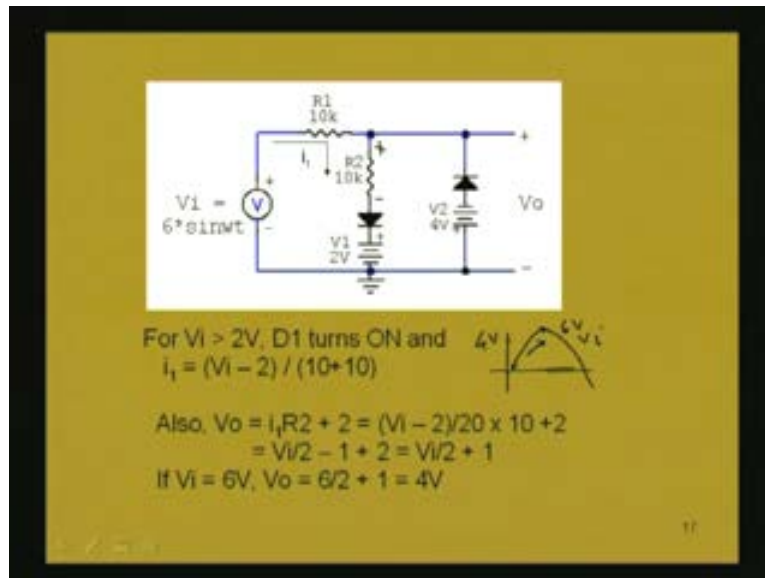 R1
10k
i₁
R2
10k
+
-
+
Vi =
6*sinwt
V
+
-
V1
2V
+
V2
4V
+
Vo
-
For Vi > 2V, D1 turns ON and
i₁ = (Vi – 2) / (10+10)
4V
6V
Vi
Also, Vo = i₁R2 + 2 = (Vi – 2)/20 x 10 +2
= Vi/2 – 1 + 2 = Vi/2 + 1
If Vi = 6V, Vo = 6/2 + 1 = 4V